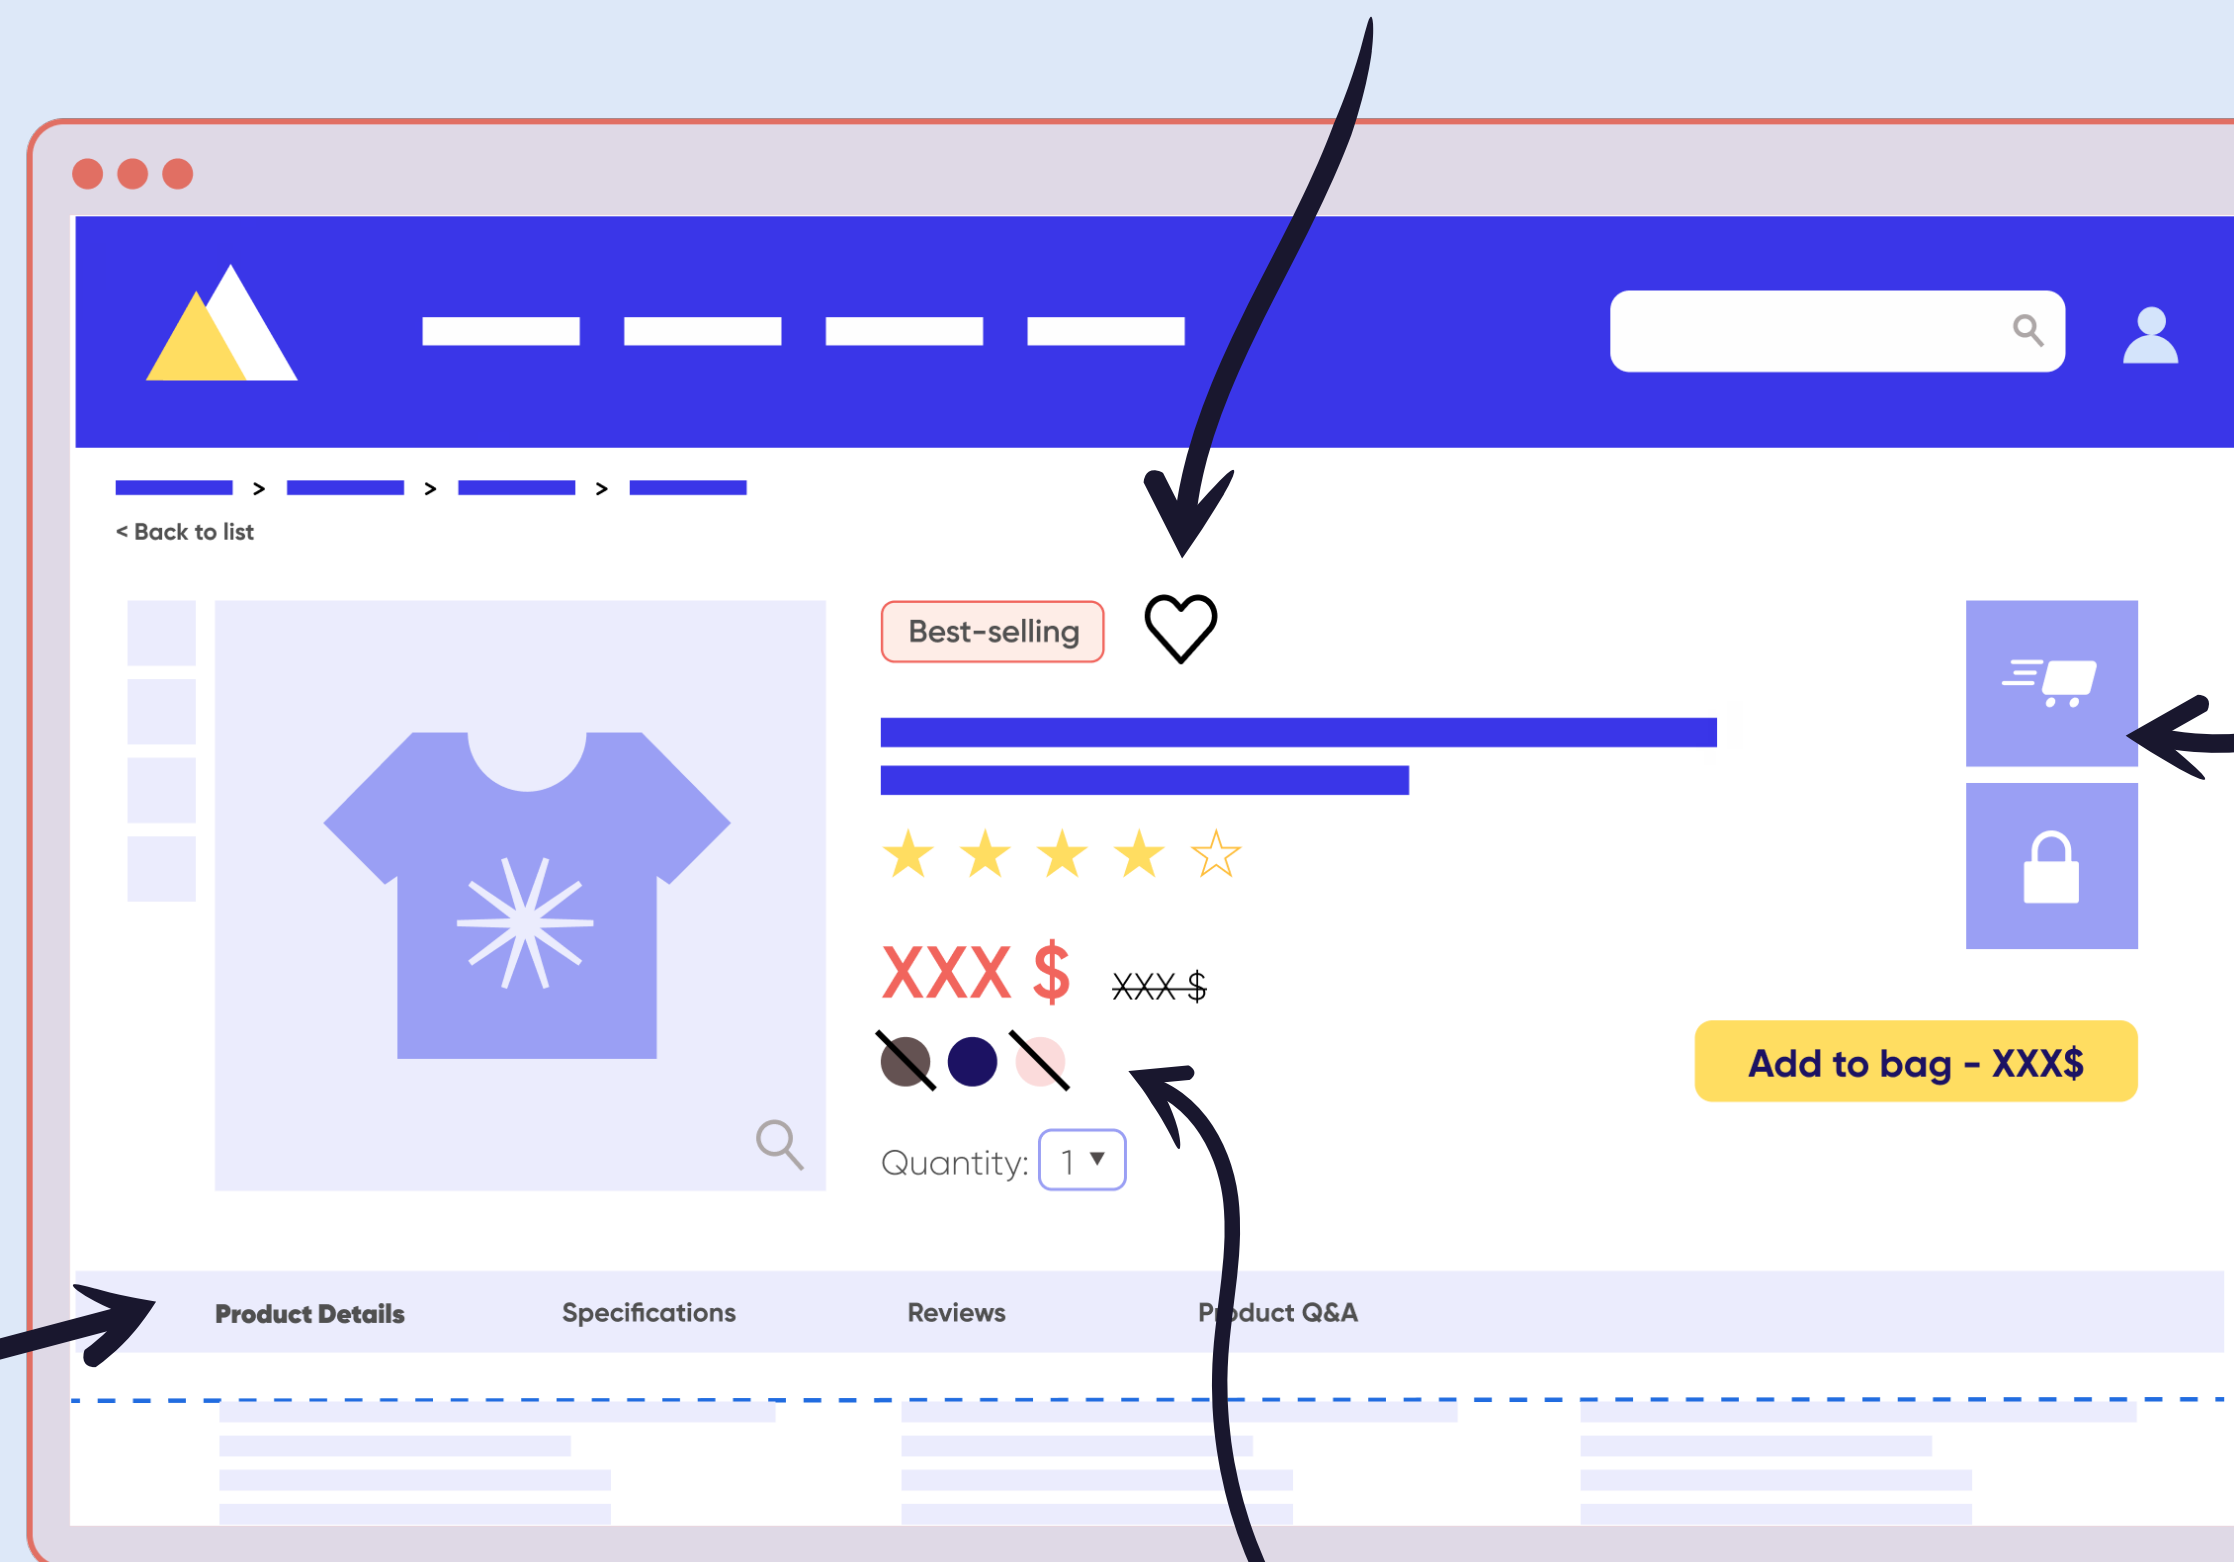 > > >
< Back to list
Best-selling
XXX $ XXX $
Add to bag - XXX$
Quantity: 1 ▼
Product Details Specifications Reviews Product Q&A